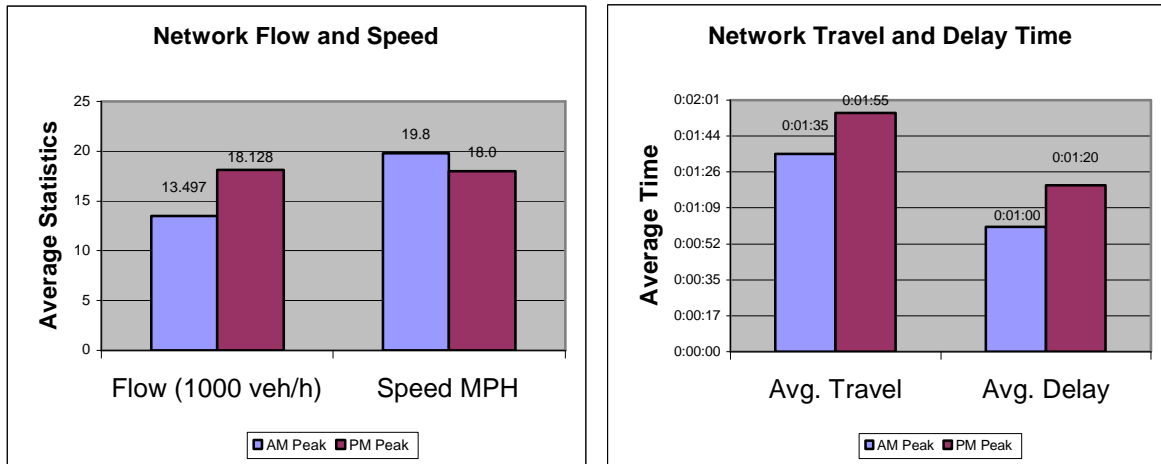 Network Flow and Speed
Average Statistics
25
20
15
10
5
0
13.497
18.128
19.8
18.0
Flow (1000 veh/h)
Speed MPH
AM Peak
PM Peak
Network Travel and Delay Time
Average Time
0:02:01
0:01:44
0:01:26
0:01:09
0:00:52
0:00:35
0:00:17
0:00:00
0:01:35
0:01:55
0:01:00
0:01:20
Avg. Travel
Avg. Delay
AM Peak
PM Peak